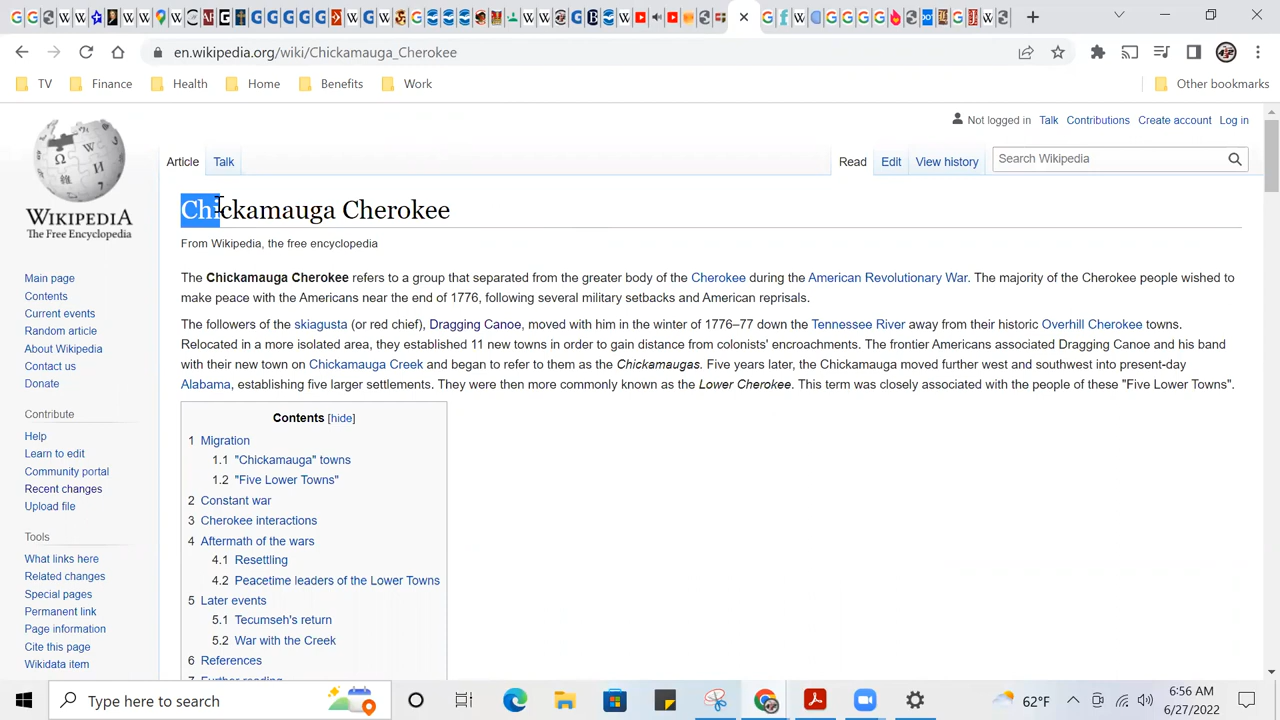 en.wikipedia.org/wiki/Chickamauga_Cherokee
TV Finance Health Home Benefits Work Other bookmarks
Not logged in Talk Contributions Create account Log in
Article Talk Read Edit View history Search Wikipedia
WIKIPEDIA
The Free Encyclopedia
Main page
Contents
Current events
Random article
About Wikipedia
Contact us
Donate
Contribute
Help
Learn to edit
Community portal
Recent changes
Upload file
Tools
What links here
Related changes
Special pages
Permanent link
Page information
Cite this page
Wikidata item
Chickamauga Cherokee
From Wikipedia, the free encyclopedia
The Chickamauga Cherokee refers to a group that separated from the greater body of the Cherokee during the American Revolutionary War. The majority of the Cherokee people wished to
make peace with the Americans near the end of 1776, following several military setbacks and American reprisals.
The followers of the skiagusta (or red chief), Dragging Canoe, moved with him in the winter of 1776–77 down the Tennessee River away from their historic Overhill Cherokee towns.
Relocated in a more isolated area, they established 11 new towns in order to gain distance from colonists' encroachments. The frontier Americans associated Dragging Canoe and his band
with their new town on Chickamauga Creek and began to refer to them as the Chickamaugas. Five years later, the Chickamauga moved further west and southwest into present-day
Alabama, establishing five larger settlements. They were then more commonly known as the Lower Cherokee. This term was closely associated with the people of these "Five Lower Towns".
Contents [hide]
1 Migration
1.1 "Chickamauga" towns
1.2 "Five Lower Towns"
2 Constant war
3 Cherokee interactions
4 Aftermath of the wars
4.1 Resettling
4.2 Peacetime leaders of the Lower Towns
5 Later events
5.1 Tecumseh's return
5.2 War with the Creek
6 References
7 Further reading
Type here to search
62°F
6:56 AM
6/27/2022